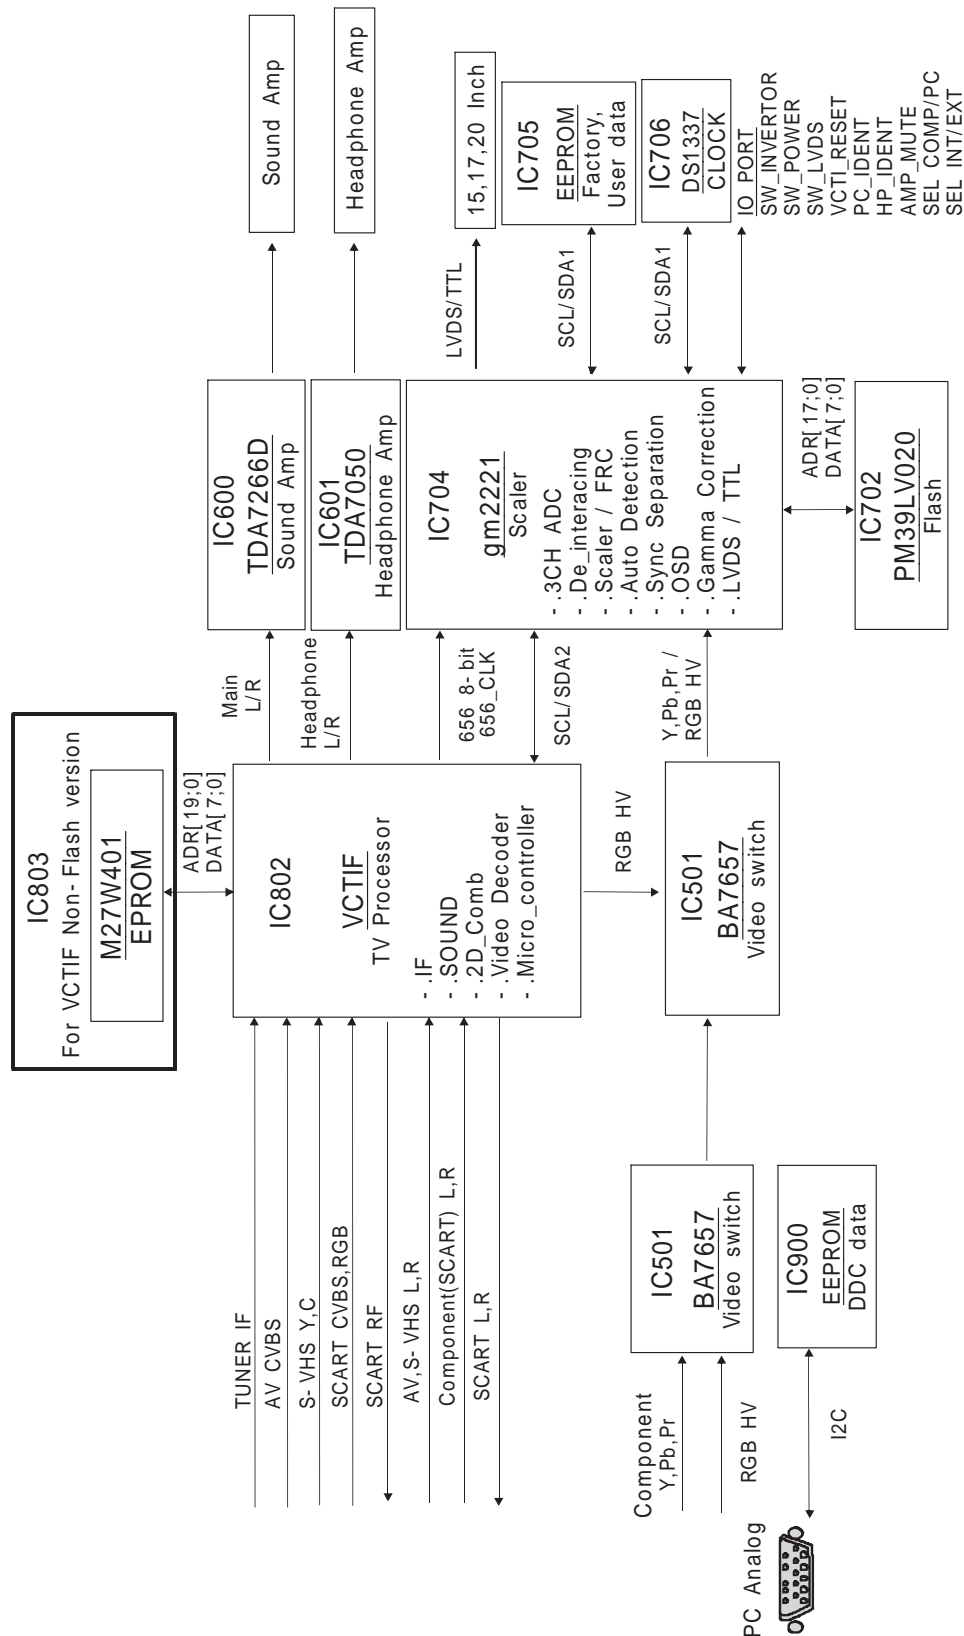 IC803
For VCTIF Non-Flash version
M27W401
EPROM
ADR[19;0]
DATA[7;0]
TUNER IF
AV CVBS
S-VHS Y,C
SCART CVBS,RGB
SCART RF
AV,S-VHS L,R
Component(SCART) L,R
SCART L,R
IC802
VCTIF
TV Processor
- .IF
- .SOUND
- .2D_Comb
- .Video Decoder
- .Micro_controller
Main
L/R
Headphone
L/R
656 8-bit
656_CLK
SCL/SDA2
RGB HV
IC600
TDA7266D
Sound Amp
IC601
TDA7050
Headphone Amp
Sound Amp
Headphone Amp
IC704
gm2221
Scaler
- .3CH ADC
- .De_interacing
- .Scaler / FRC
- .Auto Detection
- .Sync Separation
- .OSD
- .Gamma Correction
- .LVDS / TTL
LVDS/TTL
15,17,20 Inch
SCL/SDA1
IC705
EEPROM
Factory,
User data
SCL/SDA1
IC706
DS1337
CLOCK
IO PORT
SW_INVERTOR
SW_POWER
SW_LVDS
VCTI_RESET
PC_IDENT
HP_IDENT
AMP_MUTE
SEL COMP/PC
SEL INT/EXT
ADR[17;0]
DATA[7;0]
IC702
PM39LV020
Flash
Component
Y,Pb,Pr
RGB HV
IC501
BA7657
Video switch
IC501
BA7657
Video switch
Y,Pb,Pr /
RGB HV
PC Analog
I2C
IC900
EEPROM
DDC data